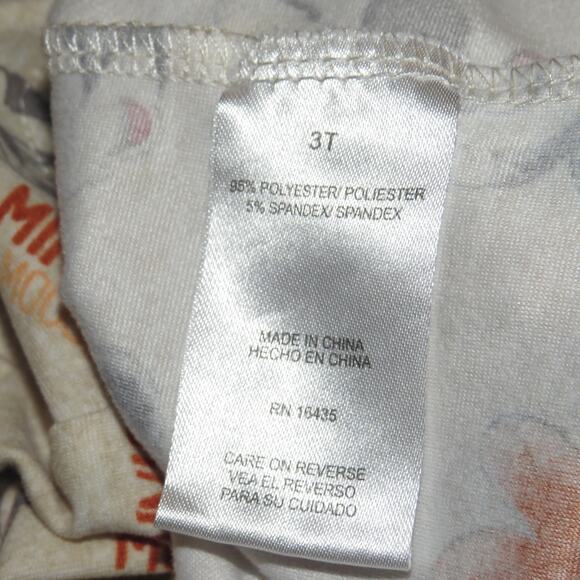 3T
95% POLYESTER/ POLIESTER
5% SPANDEX/ SPANDEX
MADE IN CHINA
HECHO EN CHINA
RN 16435
CARE ON REVERSE
VEA EL REVERSO
PARA SU CUIDADO